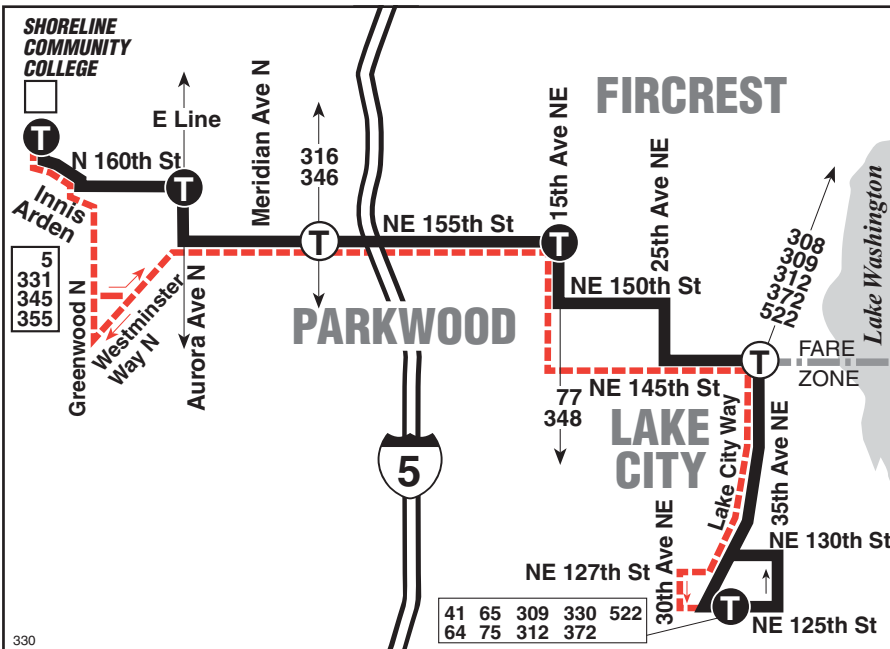 SHORELINE
COMMUNITY
COLLEGE
T
N 160th St
E Line
T
Innis
Arden
5
331
345
355
Greenwood N
Westminster
Way N
Aurora Ave N
Meridian Ave N
316
346
T
NE 155th St
PARKWOOD
5
FIRCREST
15th Ave NE
T
25th Ave NE
NE 150th St
77
348
NE 145th St
LAKE
CITY
308
309
312
372
522
Lake Washington
T
FARE
ZONE
Lake City Way
35th Ave NE
30th Ave NE
NE 130th St
NE 127th St
T
NE 125th St
41 65 309 330 522
64 75 312 372
330